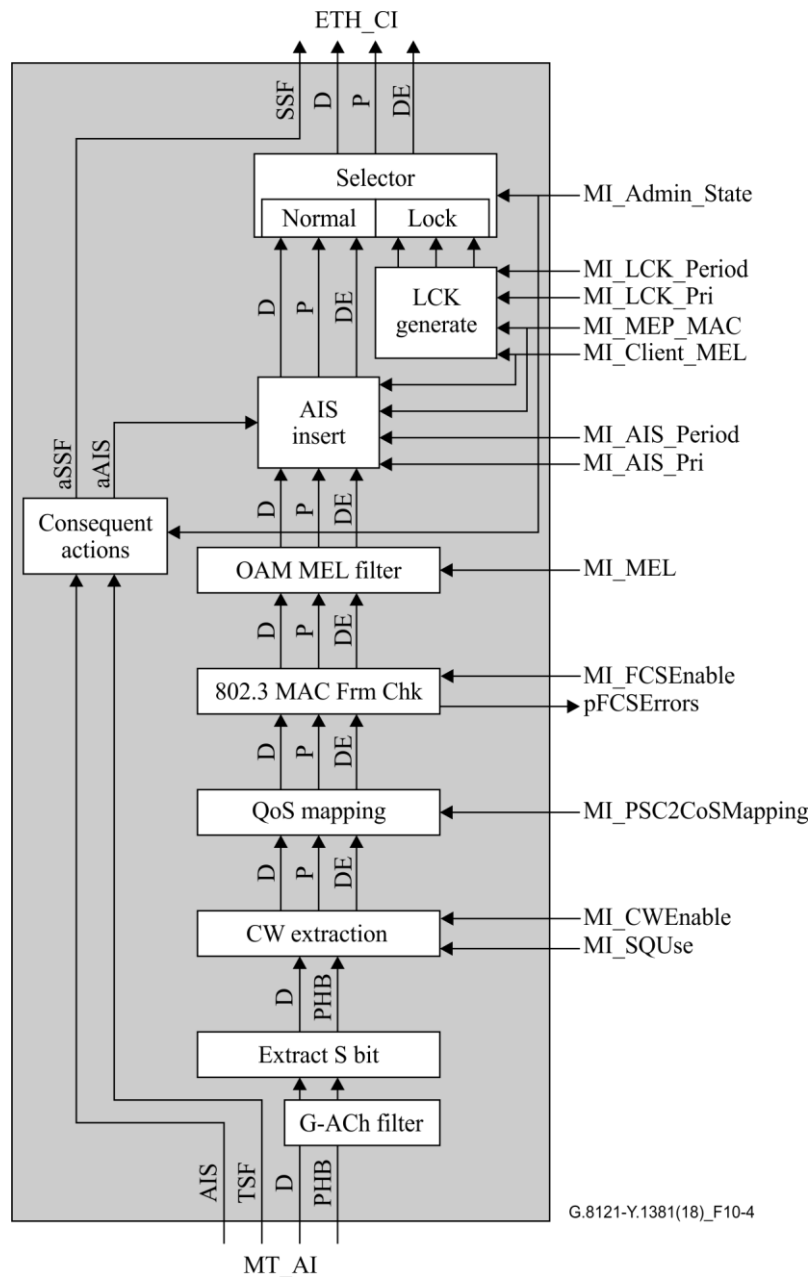 ETH_CI
SSF
D
P
DE
Selector
Normal
Lock
MI_Admin_State
LCK
generate
MI_LCK_Period
MI_LCK_Pri
MI_MEP_MAC
MI_Client_MEL
D
P
DE
AIS
insert
MI_AIS_Period
MI_AIS_Pri
aSSF
aAIS
Consequent
actions
D
P
DE
OAM MEL filter
MI_MEL
D
P
DE
802.3 MAC Frm Chk
MI_FCSEnable
pFCSErrors
D
P
DE
QoS mapping
MI_PSC2CoSMapping
D
P
DE
CW extraction
MI_CWEnable
MI_SQUse
D
PHB
Extract S bit
G-ACh filter
AIS
TSF
D
PHB
MT_AI
G.8121-Y.1381(18)_F10-4